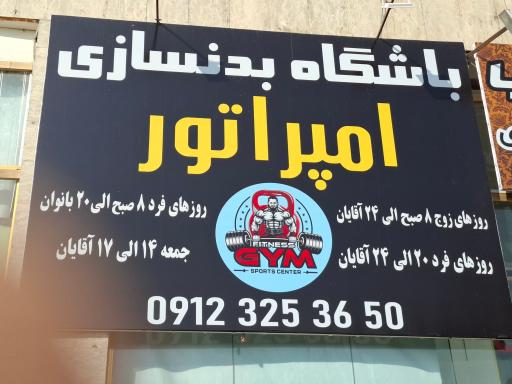 باشگاه بدنسازی
امپراتور
روزهای زوج ۸ صبح الی ۲۴ آقایان
روزهای فرد ۲۰ الی ۲۴ آقایان
روزهای فرد ۸ صبح الی ۲۰ بانوان
جمعه ۱۴ الی ۱۷ آقایان
FITNESS
GYM
SPORTS CENTER
0912 325 36 50